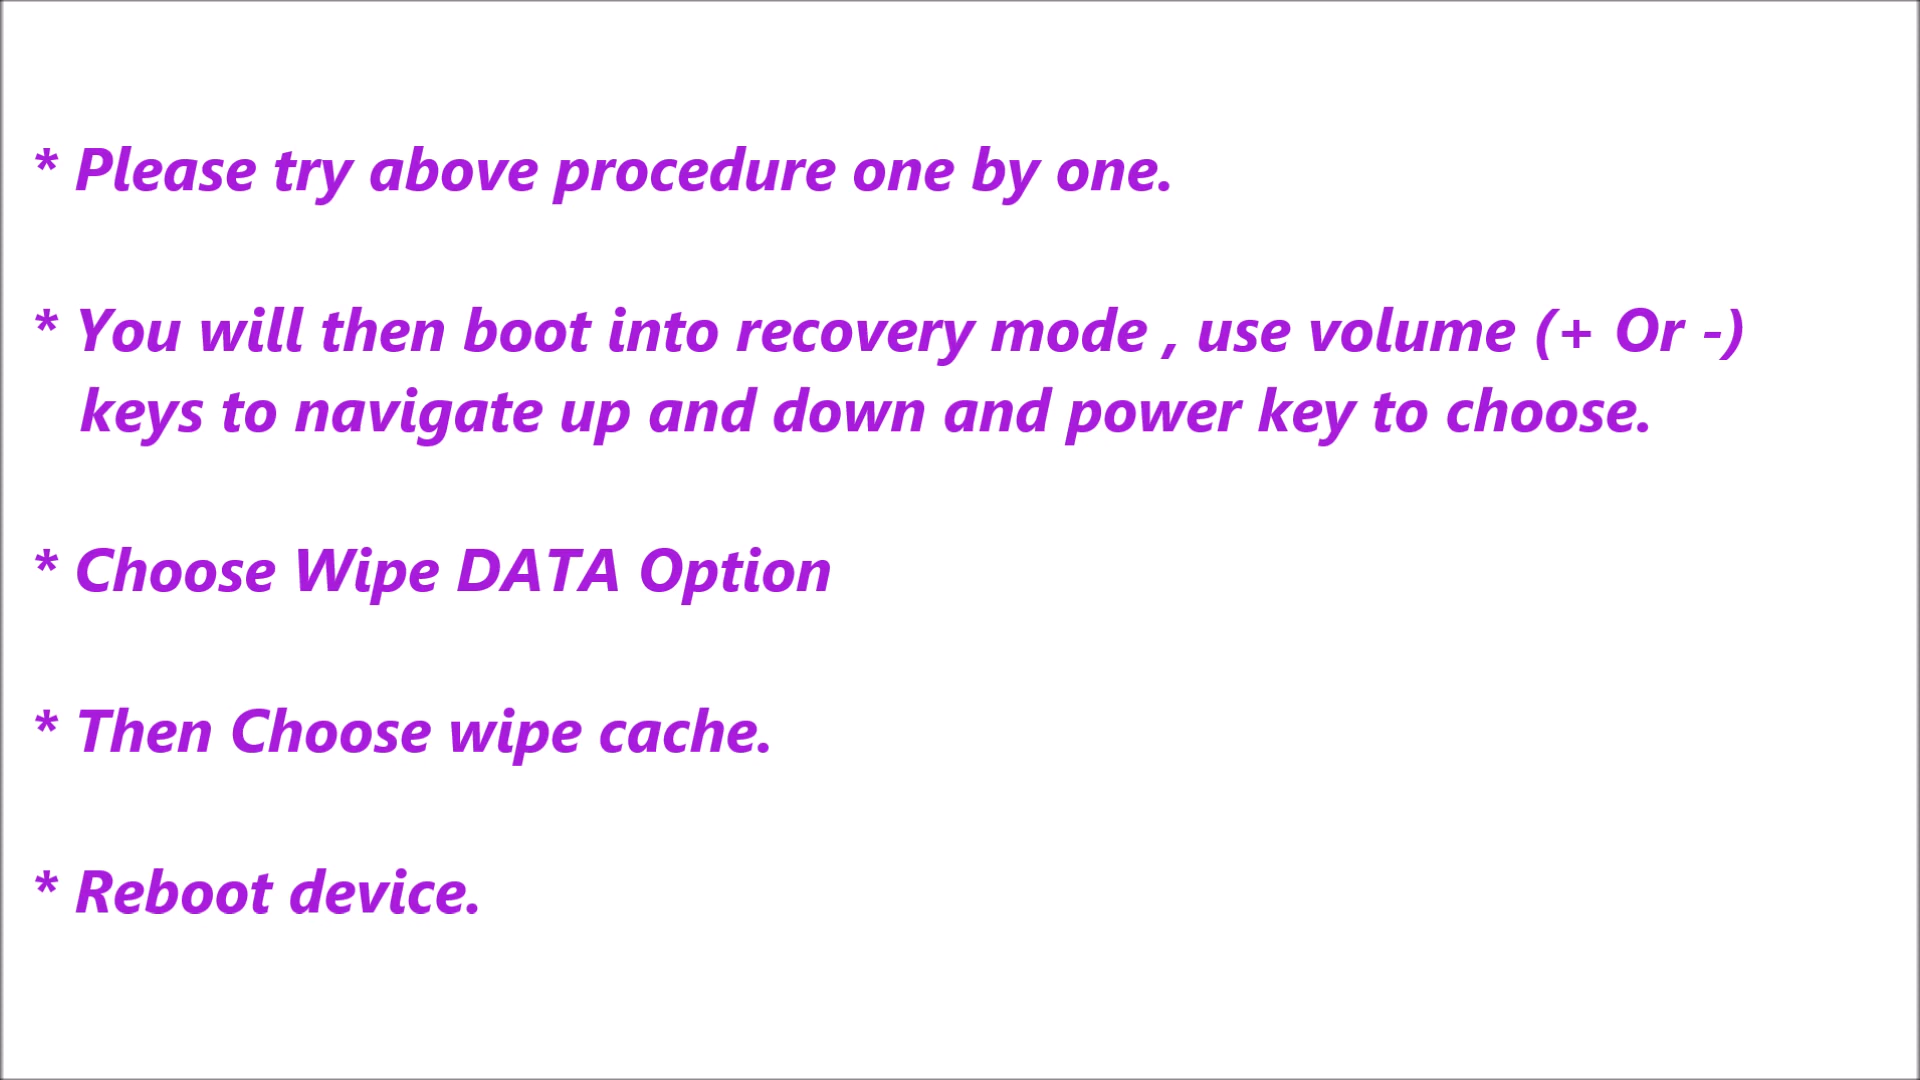 * Please try above procedure one by one.
* You will then boot into recovery mode , use volume (+ Or -)
keys to navigate up and down and power key to choose.
* Choose Wipe DATA Option
* Then Choose wipe cache.
* Reboot device.